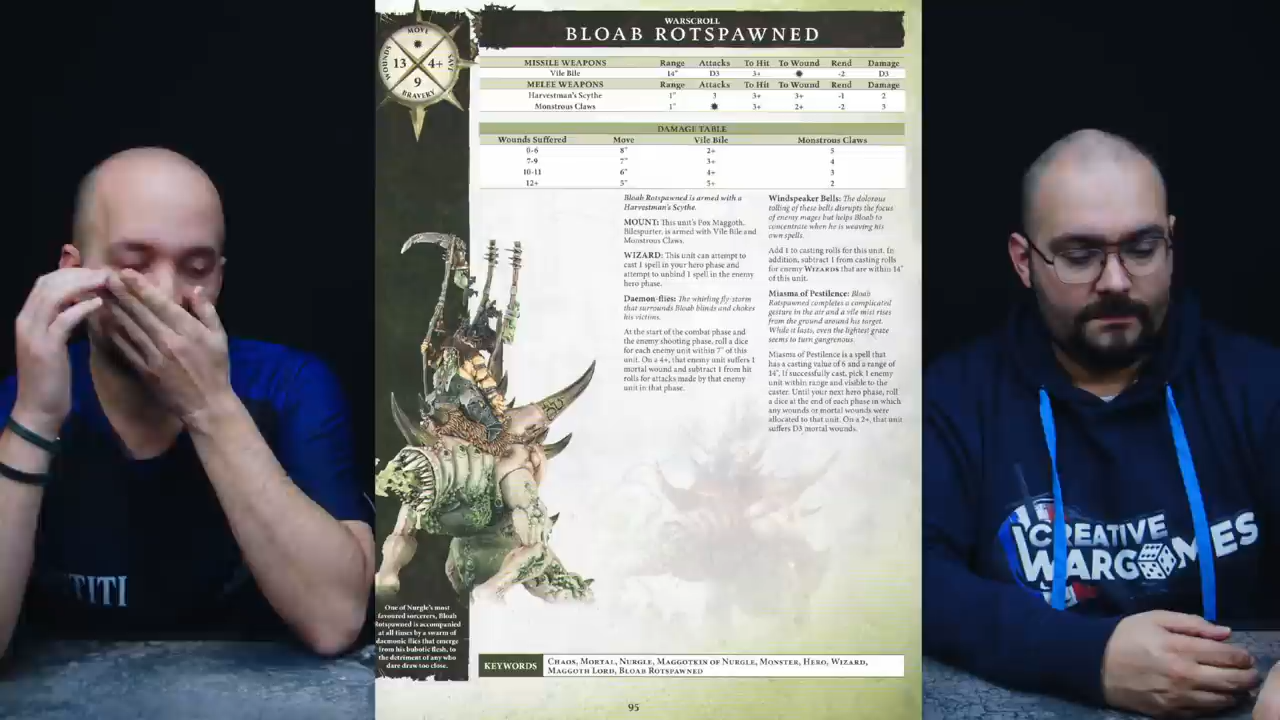 WARSCROLL
BLOAB ROTSPAWNED
MOVE
WOUNDS
13
4+
SAVE
9
BRAVERY
MISSILE WEAPONS Range Attacks To Hit To Wound Rend Damage
Vile Bile 14" D3 3+ ✹ -2 D3
MELEE WEAPONS Range Attacks To Hit To Wound Rend Damage
Harvestman's Scythe 1" 3 3+ 3+ -1 2
Monstrous Claws 1" ✹ 3+ 2+ -2 3
DAMAGE TABLE
Wounds Suffered Move Vile Bile Monstrous Claws
0-6 8" 2+ 5
7-9 7" 3+ 4
10-11 6" 4+ 3
12+ 5" 5+ 2
Bloab Rotspawned is armed with a
Harvestman's Scythe.
MOUNT: This unit's Pox Maggoth,
Bilespurter, is armed with Vile Bile and
Monstrous Claws.
WIZARD: This unit can attempt to
cast 1 spell in your hero phase and
attempt to unbind 1 spell in the enemy
hero phase.
Daemon-flies: The whirling fly-storm
that surrounds Bloab blinds and chokes
his victims.
At the start of the combat phase and
the enemy shooting phase, roll a dice
for each enemy unit within 7" of this
unit. On a 4+, that enemy unit suffers 1
mortal wound and subtract 1 from hit
rolls for attacks made by that enemy
unit in that phase.
Windspeaker Bells: The dolorous
tolling of these bells disrupts the focus
of enemy mages but helps Bloab to
concentrate when he is weaving his
own spells.
Add 1 to casting rolls for this unit. In
addition, subtract 1 from casting rolls
for enemy WIZARDS that are within 14"
of this unit.
Miasma of Pestilence: Bloab
Rotspawned completes a complicated
gesture in the air and a vile mist rises
from the ground around his target.
While it lasts, even the lightest graze
seems to turn gangrenous.
Miasma of Pestilence is a spell that
has a casting value of 6 and a range of
14". If successfully cast, pick 1 enemy
unit within range and visible to the
caster. Until your next hero phase, roll
a dice at the end of each phase in which
any wounds or mortal wounds were
allocated to that unit. On a 2+, that unit
suffers D3 mortal wounds.
One of Nurgle's most
favoured sorcerers, Bloab
Rotspawned is accompanied
at all times by a swarm of
daemonic flies that emerge
from his bubotic flesh, to
the detriment of any who
dare draw too close.
KEYWORDS
CHAOS, MORTAL, NURGLE, MAGGOTKIN OF NURGLE, MONSTER, HERO, WIZARD,
MAGGOTH LORD, BLOAB ROTSPAWNED
95
TITI
CREATIVE
WARGAMES